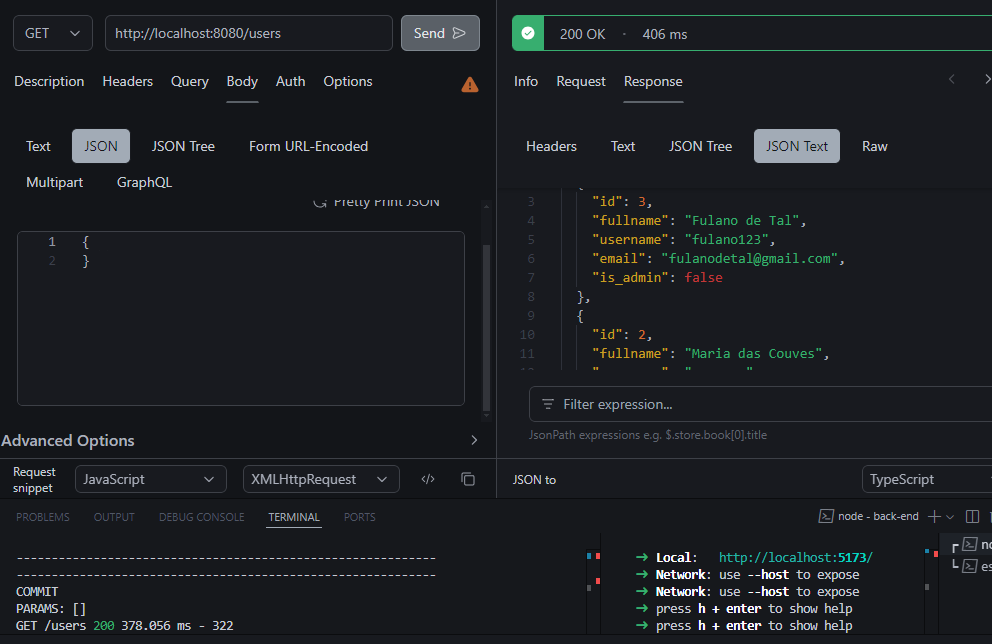 GET
http://localhost:8080/users
Send
Description Headers Query Body Auth Options
Text JSON JSON Tree Form URL-Encoded
Multipart GraphQL
Pretty Print JSON
1 {
2 }
Advanced Options
Request snippet JavaScript XMLHttpRequest
200 OK · 406 ms
Info Request Response
Headers Text JSON Tree JSON Text Raw
3 "id": 3,
4 "fullname": "Fulano de Tal",
5 "username": "fulano123",
6 "email": "fulanodetal@gmail.com",
7 "is_admin": false
8 },
9 {
10 "id": 2,
11 "fullname": "Maria das Couves",
Filter expression...
JsonPath expressions e.g. $.store.book[0].title
JSON to TypeScript
PROBLEMS OUTPUT DEBUG CONSOLE TERMINAL PORTS
node - back-end
------------------------------------------------------
------------------------------------------------------
COMMIT
PARAMS: []
GET /users 200 378.056 ms - 322
➜ Local: http://localhost:5173/
➜ Network: use --host to expose
➜ Network: use --host to expose
➜ press h + enter to show help
➜ press h + enter to show help